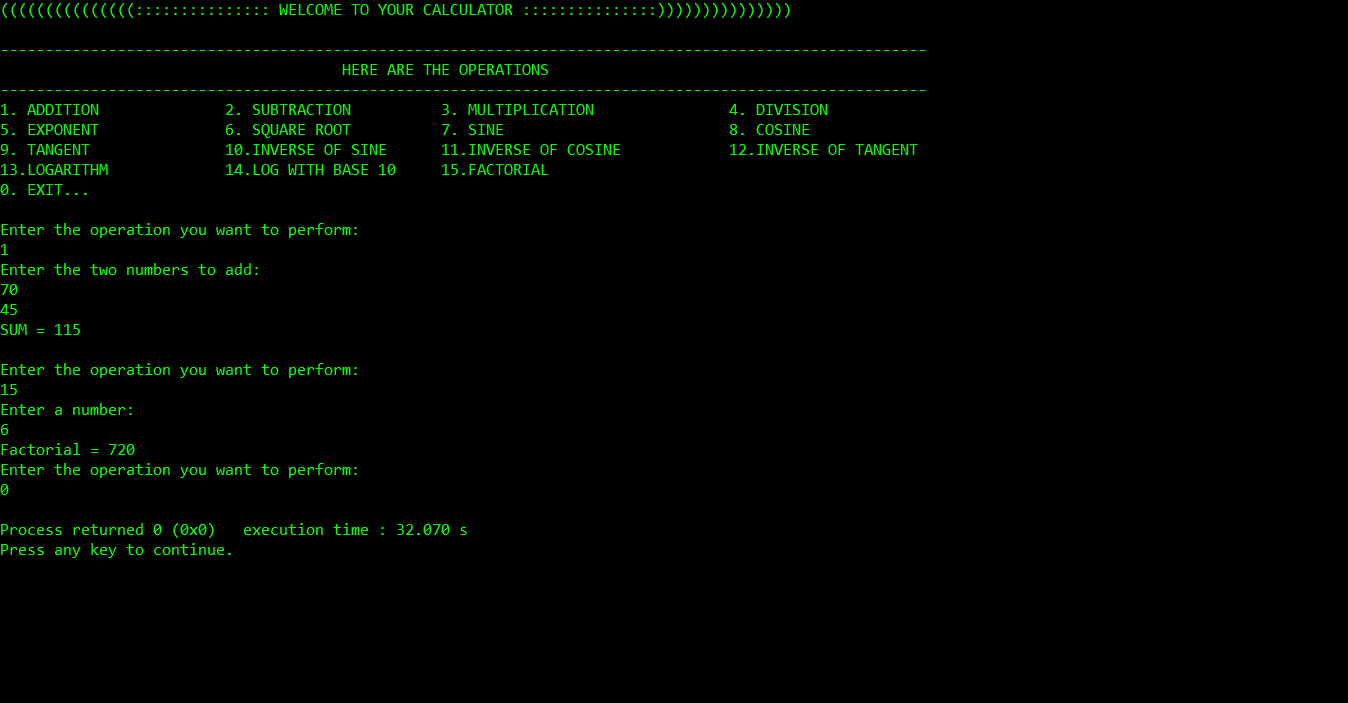 (((((((((((((((::::::::::::::: WELCOME TO YOUR CALCULATOR :::::::::::::::)))))))))))))))
-------------------------------------------------------------------------------------------------------
HERE ARE THE OPERATIONS
-------------------------------------------------------------------------------------------------------
1. ADDITION 2. SUBTRACTION 3. MULTIPLICATION 4. DIVISION
5. EXPONENT 6. SQUARE ROOT 7. SINE 8. COSINE
9. TANGENT 10.INVERSE OF SINE 11.INVERSE OF COSINE 12.INVERSE OF TANGENT
13.LOGARITHM 14.LOG WITH BASE 10 15.FACTORIAL
0. EXIT...
Enter the operation you want to perform:
1
Enter the two numbers to add:
70
45
SUM = 115
Enter the operation you want to perform:
15
Enter a number:
6
Factorial = 720
Enter the operation you want to perform:
0
Process returned 0 (0x0) execution time : 32.070 s
Press any key to continue.